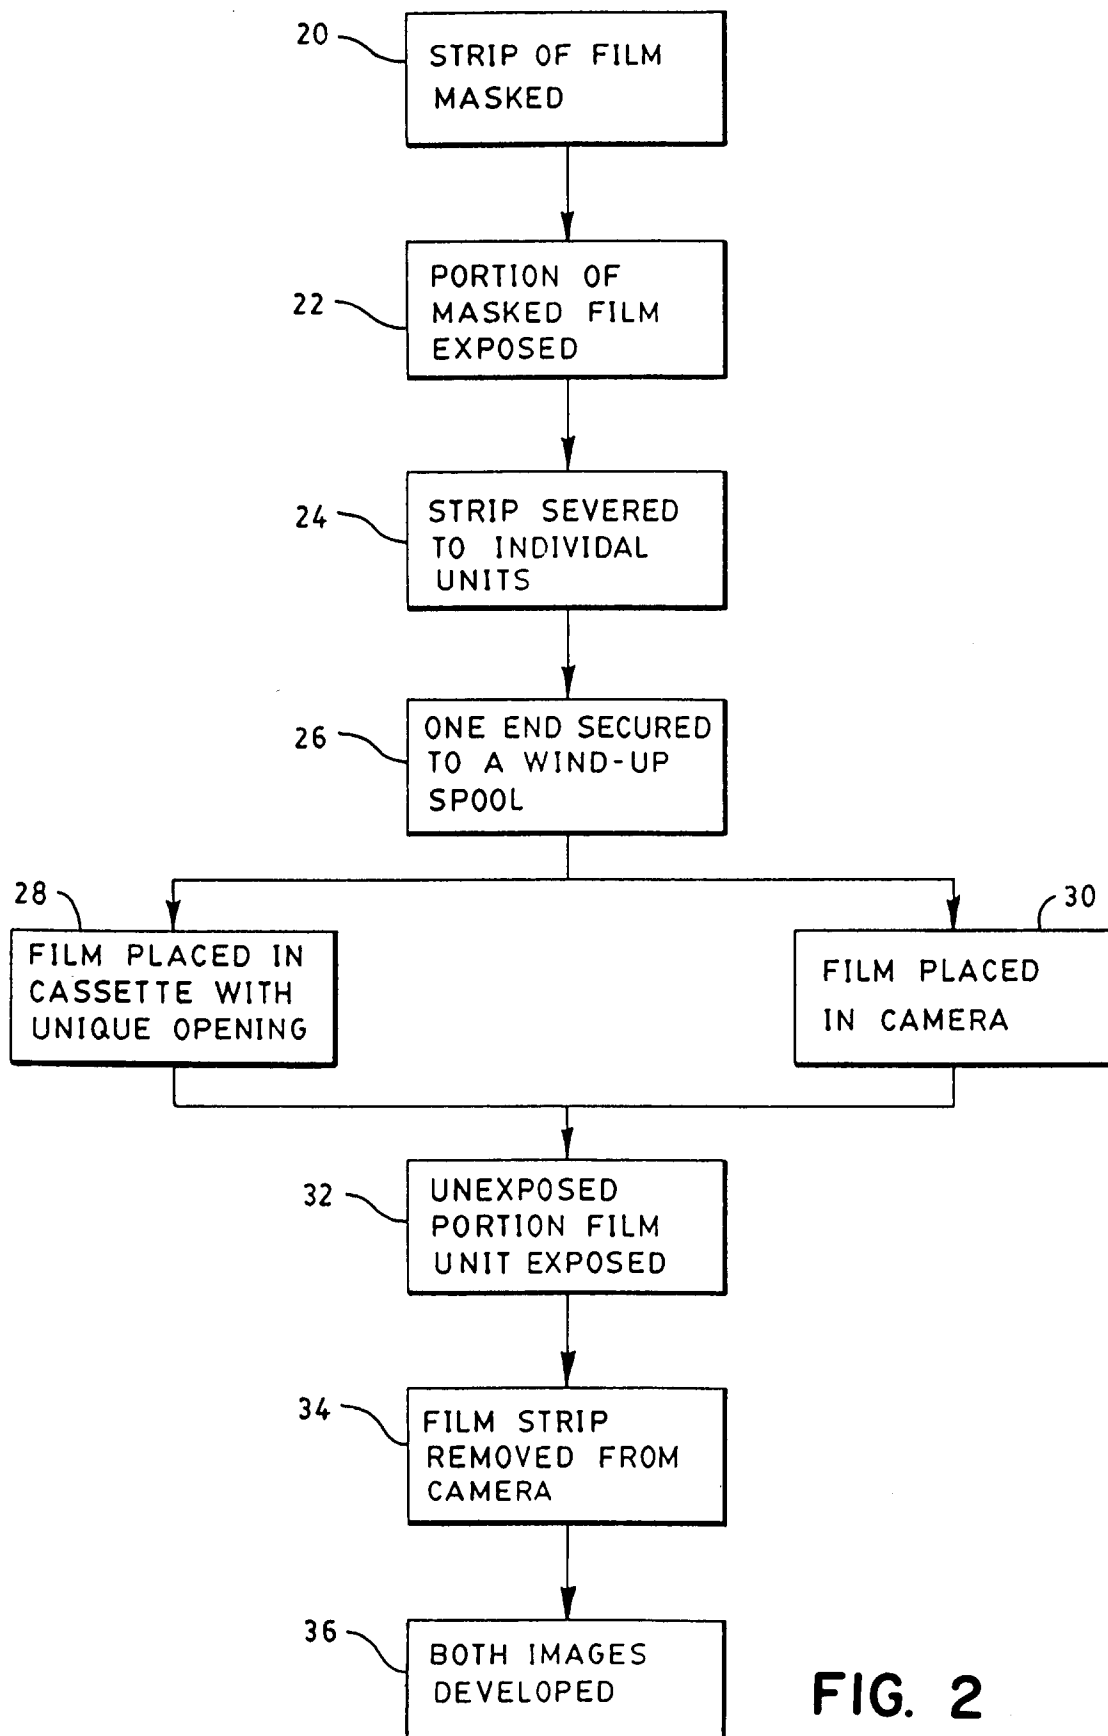 20
STRIP OF FILM
MASKED
22
PORTION OF
MASKED FILM
EXPOSED
24
STRIP SEVERED
TO INDIVIDAL
UNITS
26
ONE END SECURED
TO A WIND-UP
SPOOL
28
FILM PLACED IN
CASSETTE WITH
UNIQUE OPENING
30
FILM PLACED
IN CAMERA
32
UNEXPOSED
PORTION FILM
UNIT EXPOSED
34
FILM STRIP
REMOVED FROM
CAMERA
36
BOTH IMAGES
DEVELOPED
FIG. 2